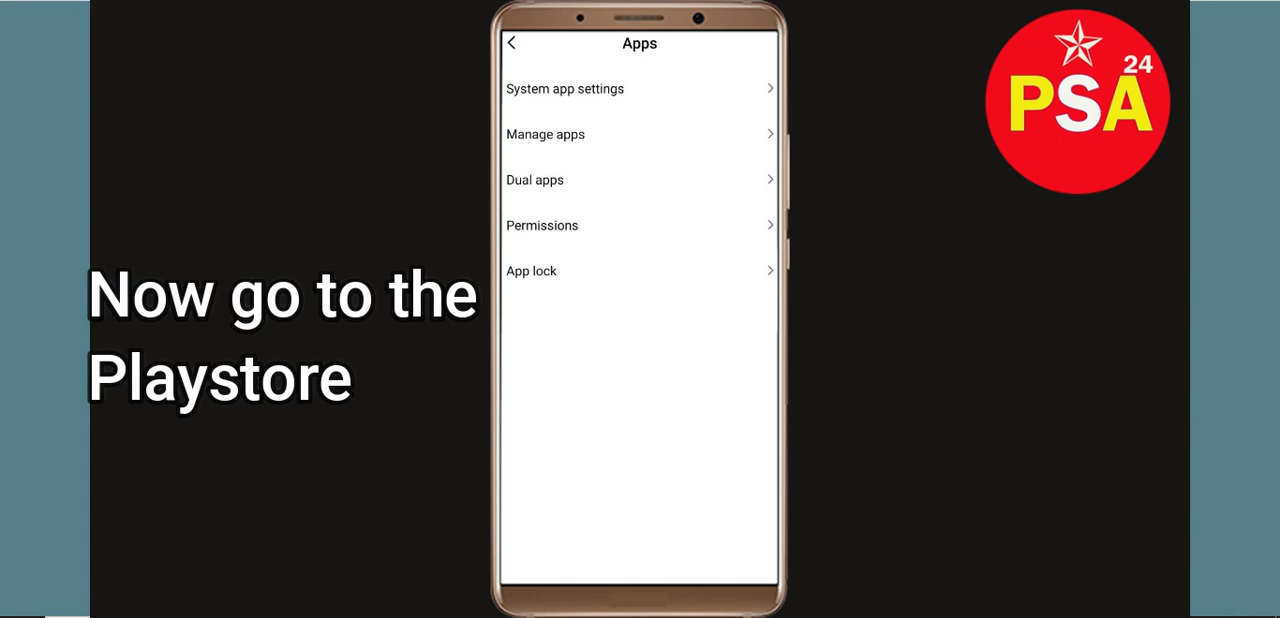 Apps
System app settings
Manage apps
Dual apps
Permissions
App lock
Now go to the
Playstore
24
PSA